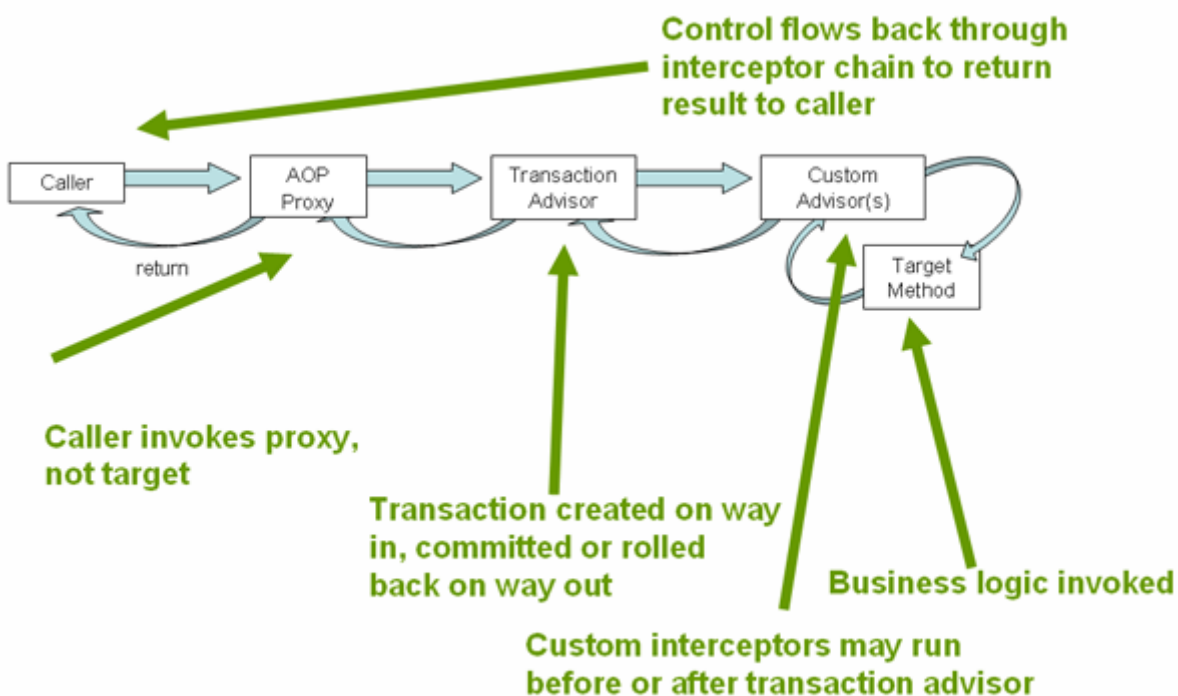 Control flows back through
interceptor chain to return
result to caller
Caller
AOP
Proxy
Transaction
Advisor
Custom
Advisor(s)
return
Target
Method
Caller invokes proxy,
not target
Transaction created on way
in, committed or rolled
back on way out
Business logic invoked
Custom interceptors may run
before or after transaction advisor